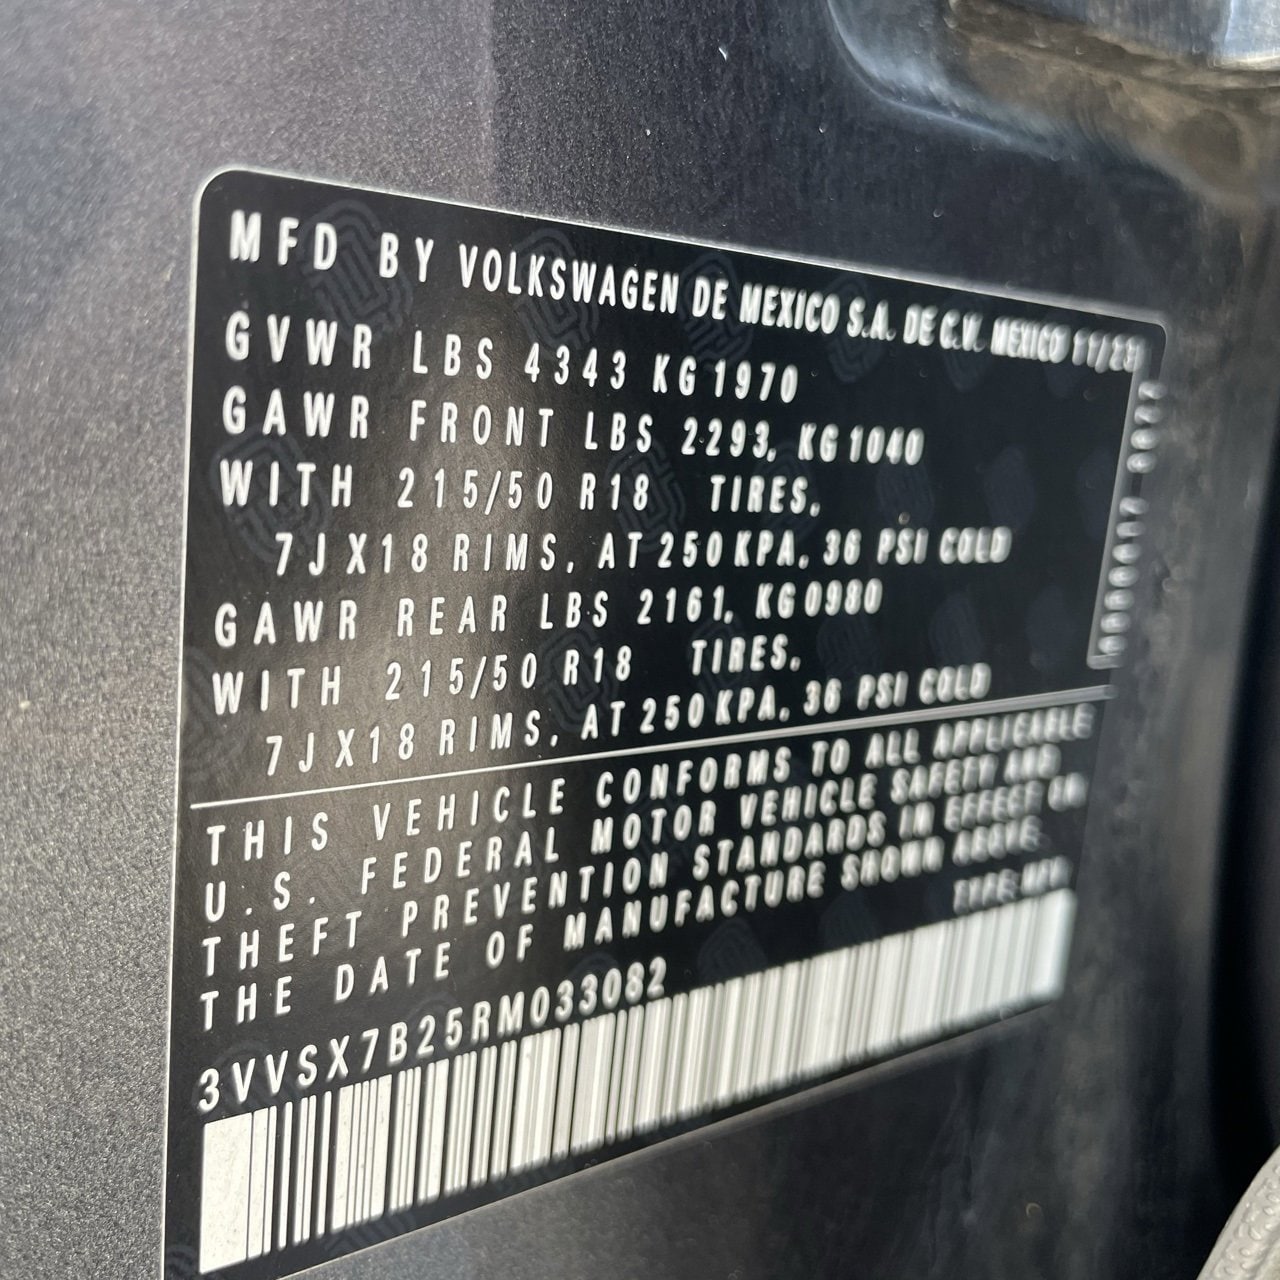 MFD BY VOLKSWAGEN DE MEXICO S.A. DE C.V. MEXICO 11/23
GVWR LBS 4343 KG 1970
GAWR FRONT LBS 2293, KG 1040
WITH 215/50 R18 TIRES,
7J X18 RIMS, AT 250 KPA, 36 PSI COLD
GAWR REAR LBS 2161, KG 0980
WITH 215/50 R18 TIRES,
7J X18 RIMS, AT 250 KPA, 36 PSI COLD
THIS VEHICLE CONFORMS TO ALL APPLICABLE
U.S. FEDERAL MOTOR VEHICLE SAFETY AND
THEFT PREVENTION STANDARDS IN EFFECT ON
THE DATE OF MANUFACTURE SHOWN ABOVE.
TYPE: MPV
3VVSX7B25RM033082